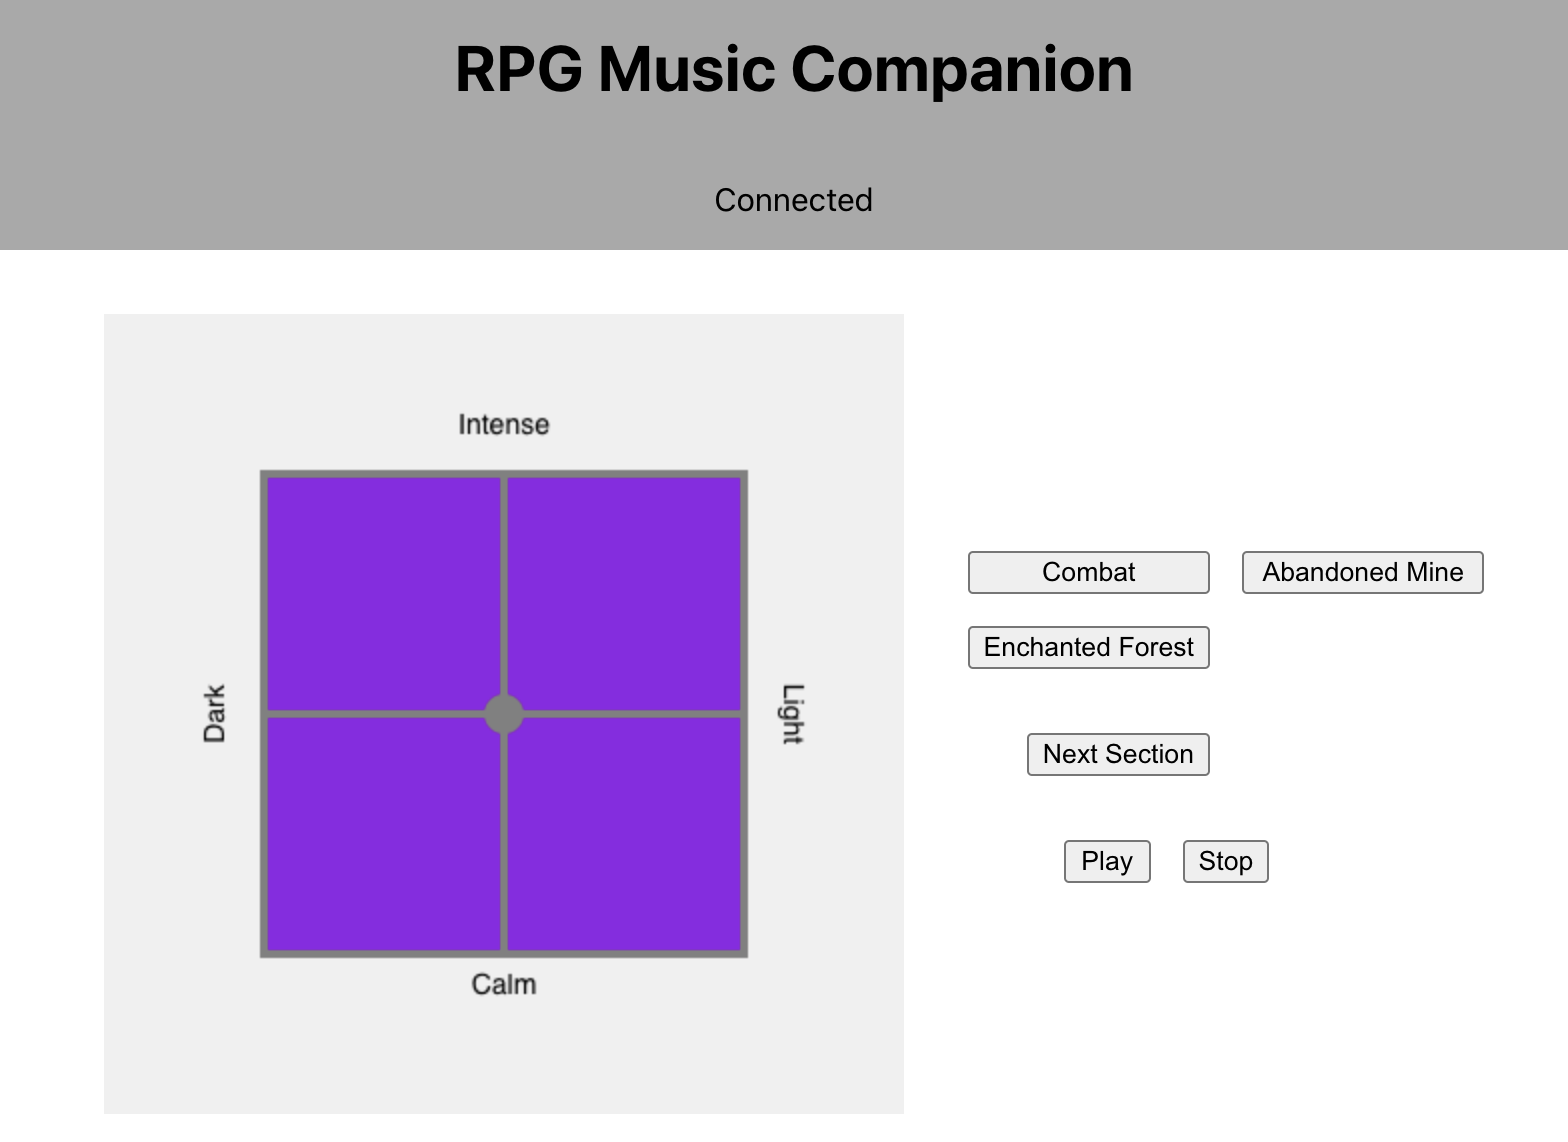 RPG Music Companion
Connected
Intense
Dark
Light
Calm
Combat
Abandoned Mine
Enchanted Forest
Next Section
Play
Stop